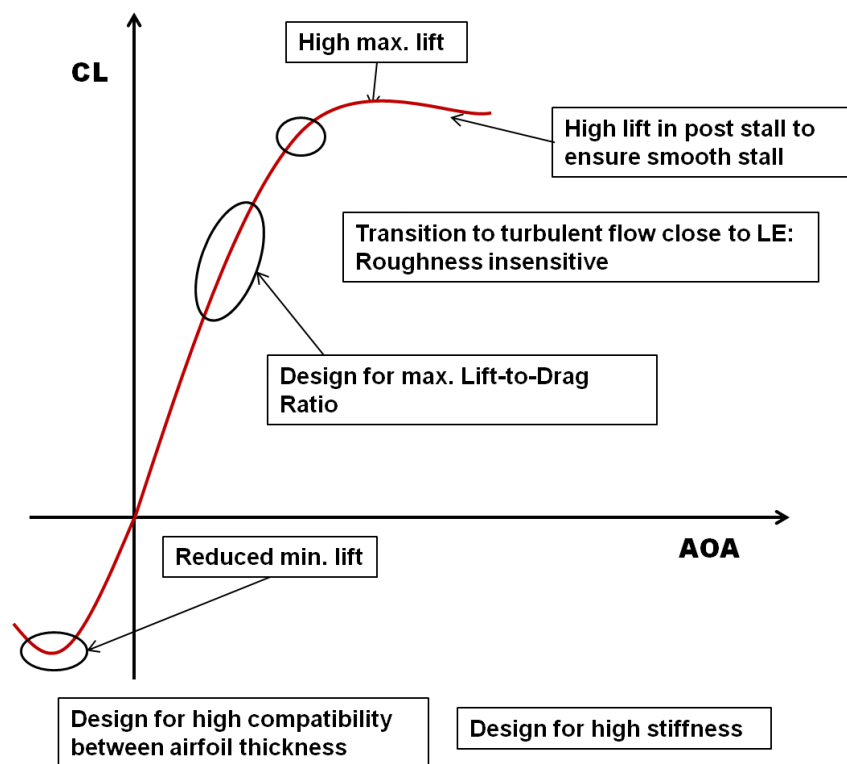 High max. lift
CL
High lift in post stall to
ensure smooth stall
Transition to turbulent flow close to LE:
Roughness insensitive
Design for max. Lift-to-Drag
Ratio
AOA
Reduced min. lift
Design for high compatibility
between airfoil thickness
Design for high stiffness